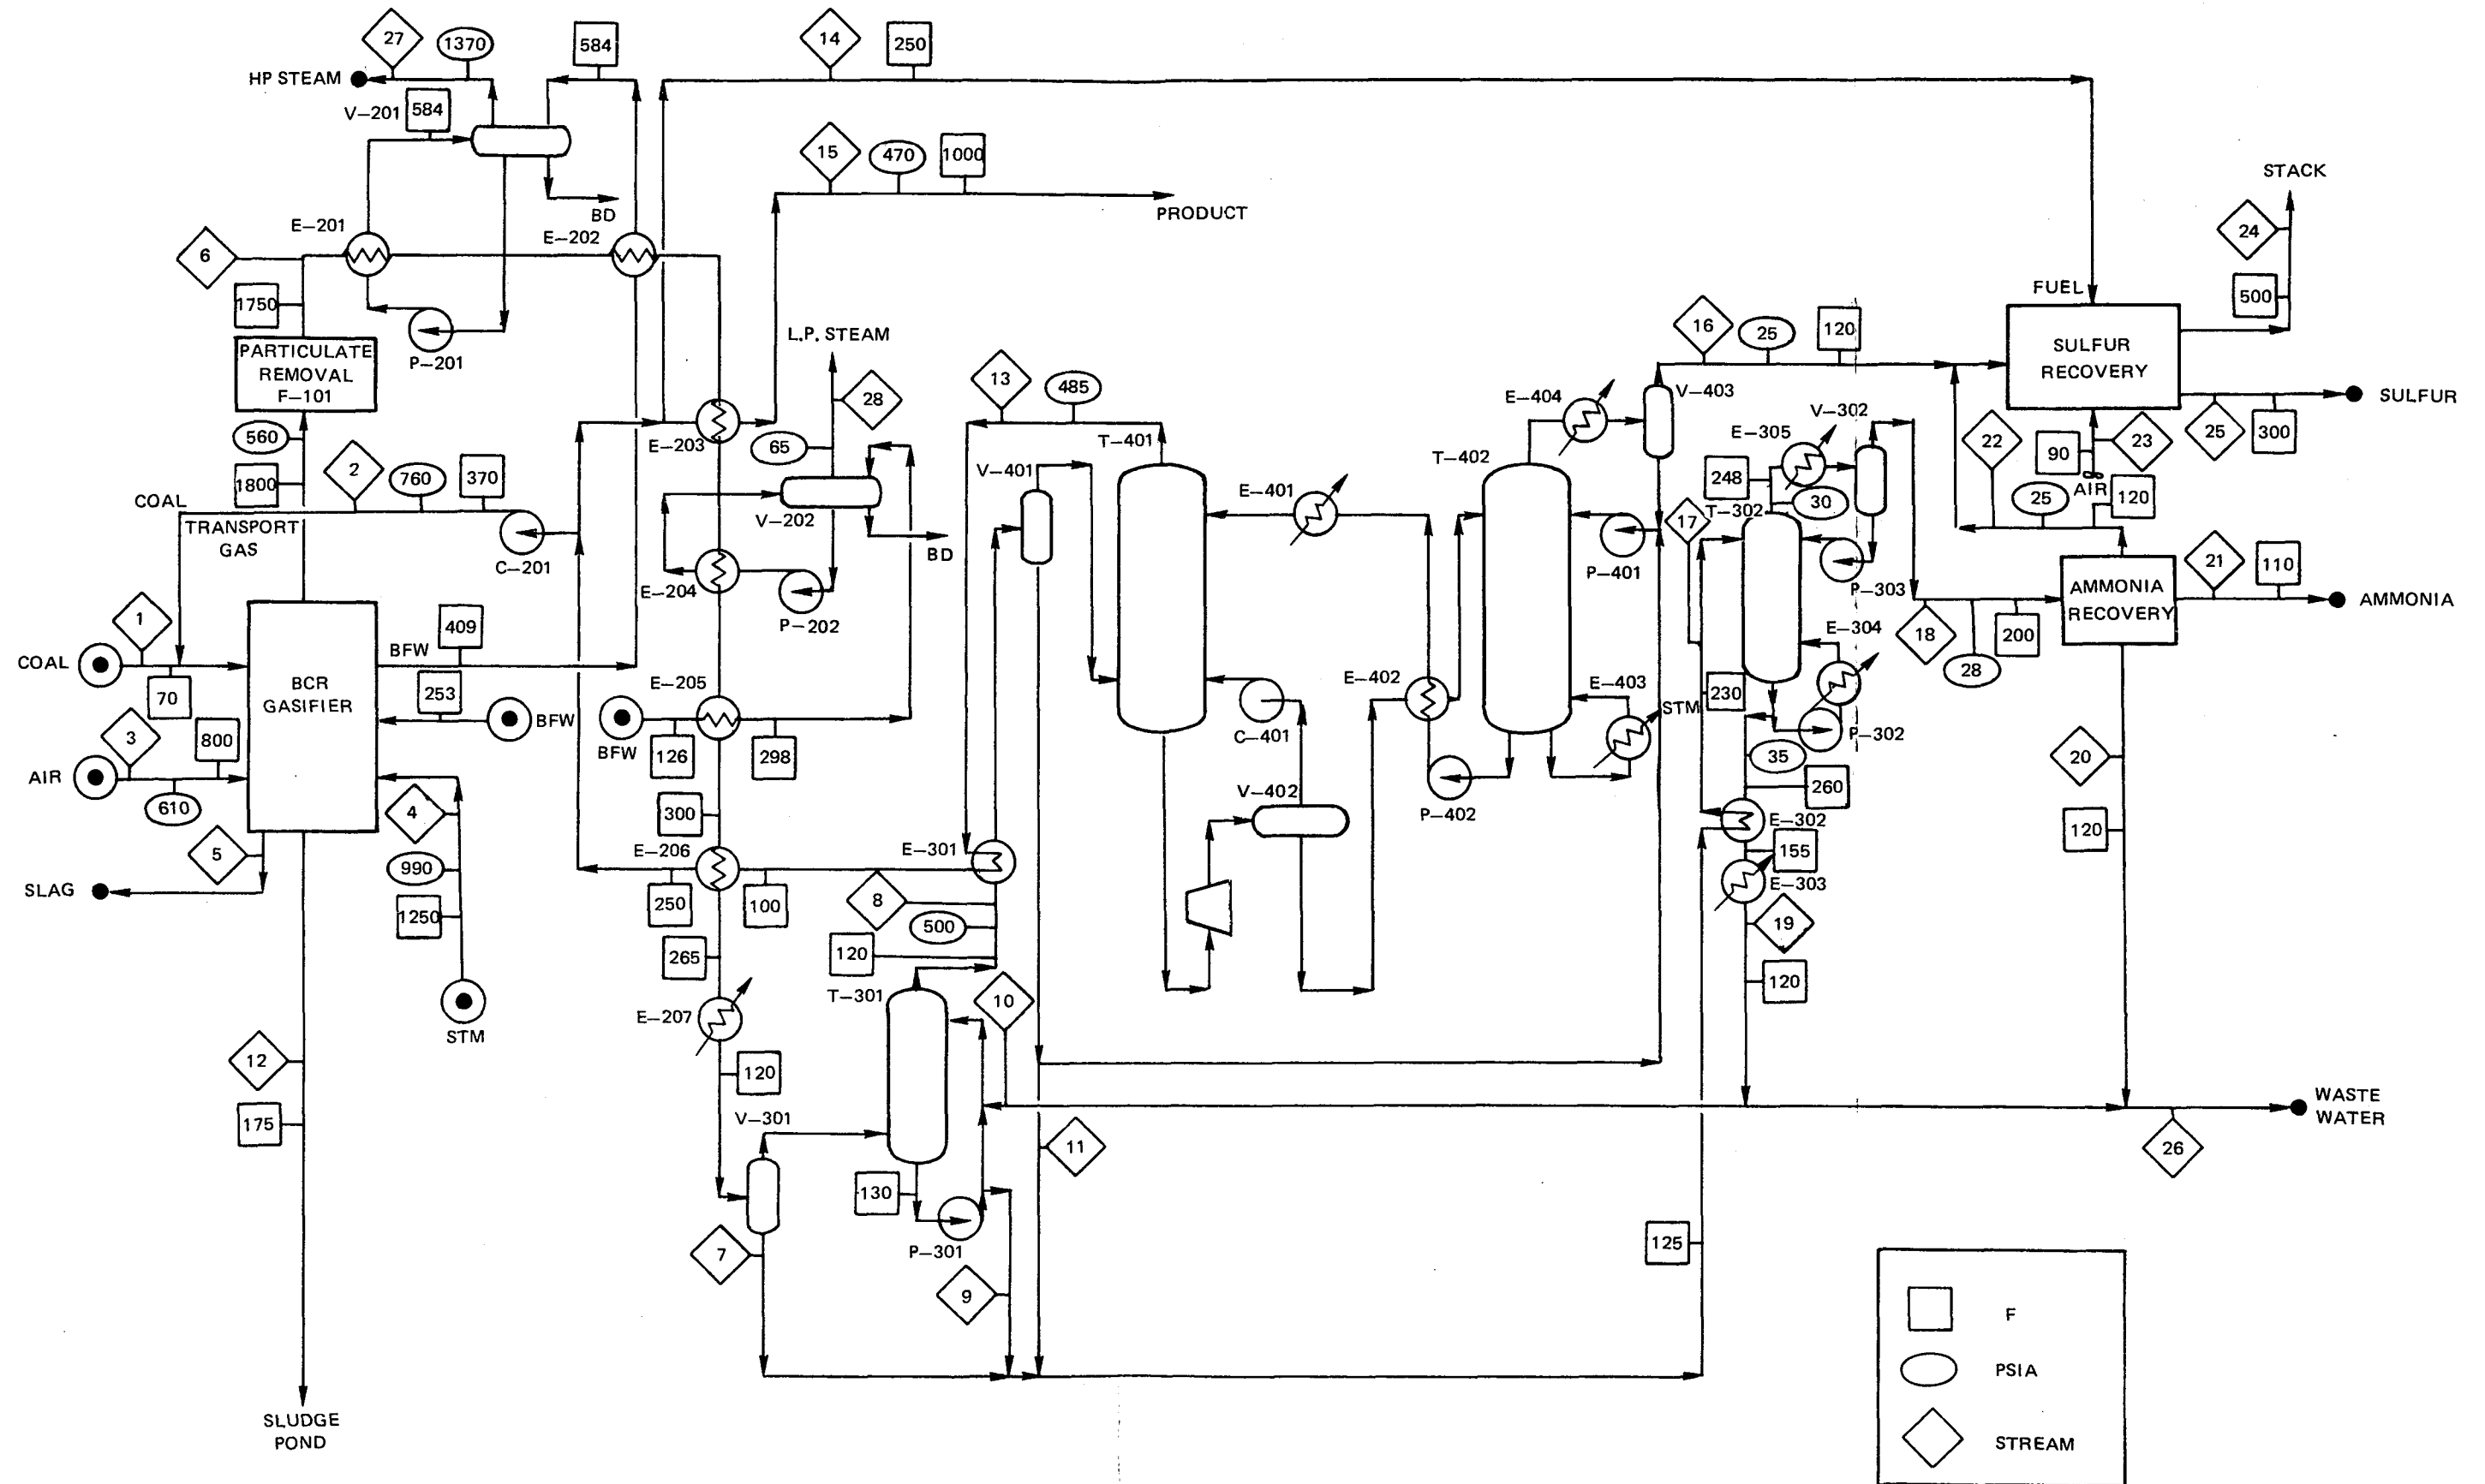 27
1370
584
14
250
HP STEAM
V-201
584
BD
15
470
1000
PRODUCT
STACK
24
500
E-201
E-202
6
1750
P-201
PARTICULATE
REMOVAL
F-101
560
1800
2
760
370
COAL
TRANSPORT
GAS
C-201
L.P. STEAM
28
65
E-203
V-202
BD
E-204
P-202
13
485
T-401
V-401
E-401
T-402
E-404
V-403
16
25
120
FUEL
SULFUR
RECOVERY
SULFUR
25
300
V-302
E-305
248
30
T-302
17
22
90
23
AIR
25
120
P-401
P-303
AMMONIA
RECOVERY
21
110
AMMONIA
1
COAL
70
BCR
GASIFIER
BFW
409
253
BFW
3
800
AIR
610
4
990
1250
STM
5
SLAG
12
175
SLUDGE
POND
E-205
BFW
126
298
300
E-206
250
100
265
E-207
120
V-301
7
E-301
8
500
120
T-301
10
130
P-301
9
11
C-401
V-402
E-402
P-402
E-403
STM
230
E-304
P-302
35
260
E-302
155
E-303
19
120
18
28
200
20
120
125
WASTE
WATER
26
F
PSIA
STREAM